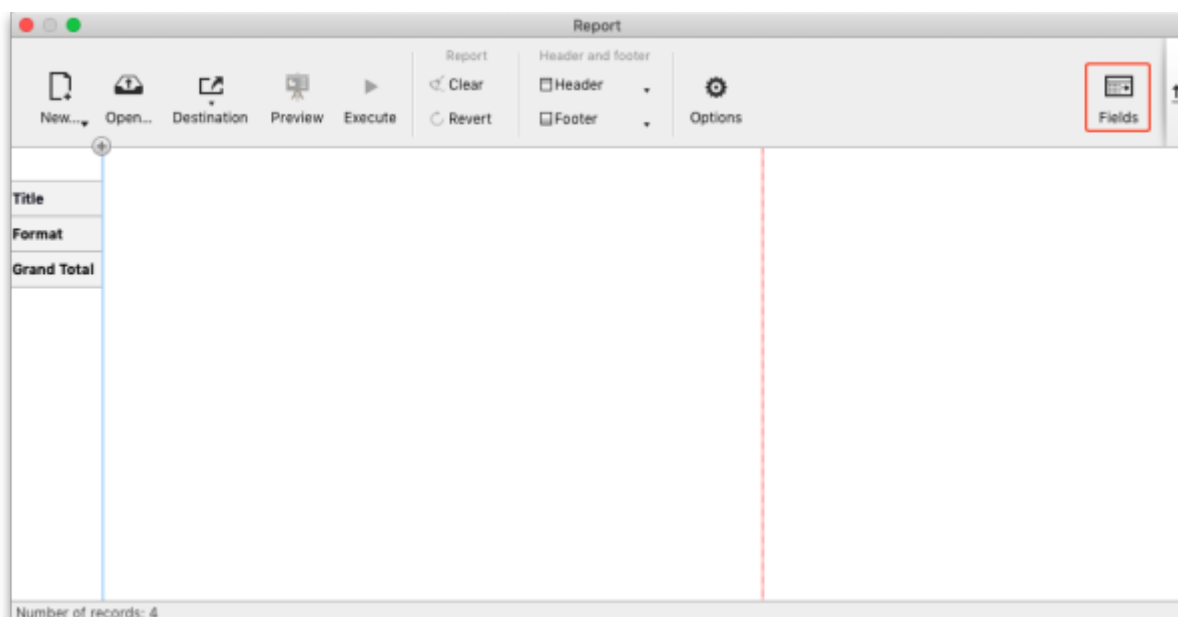 Report
Report
Header and footer
Clear
Header
New...
Open...
Destination
Preview
Execute
Revert
Footer
Options
Fields
Title
Format
Grand Total
Number of records: 4